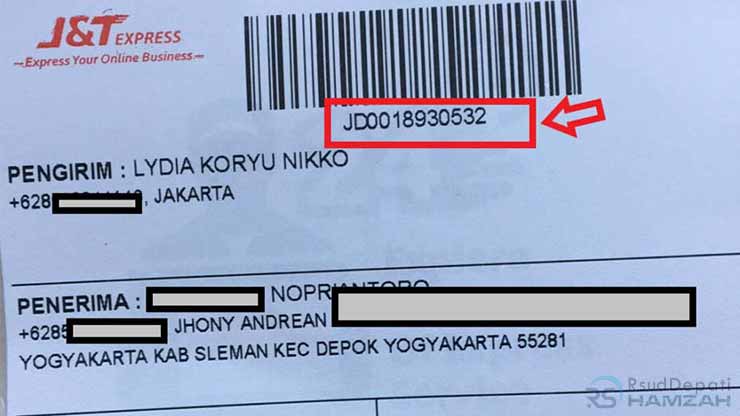 J&T EXPRESS
Express Your Online Business
JD0018930532
PENGIRIM : LYDIA KORYU NIKKO
+628 , JAKARTA
PENERIMA : NOPRIANTORO
+6285 JHONY ANDREAN
YOGYAKARTA KAB SLEMAN KEC DEPOK YOGYAKARTA 55281
RS RsudDepati HAMZAH